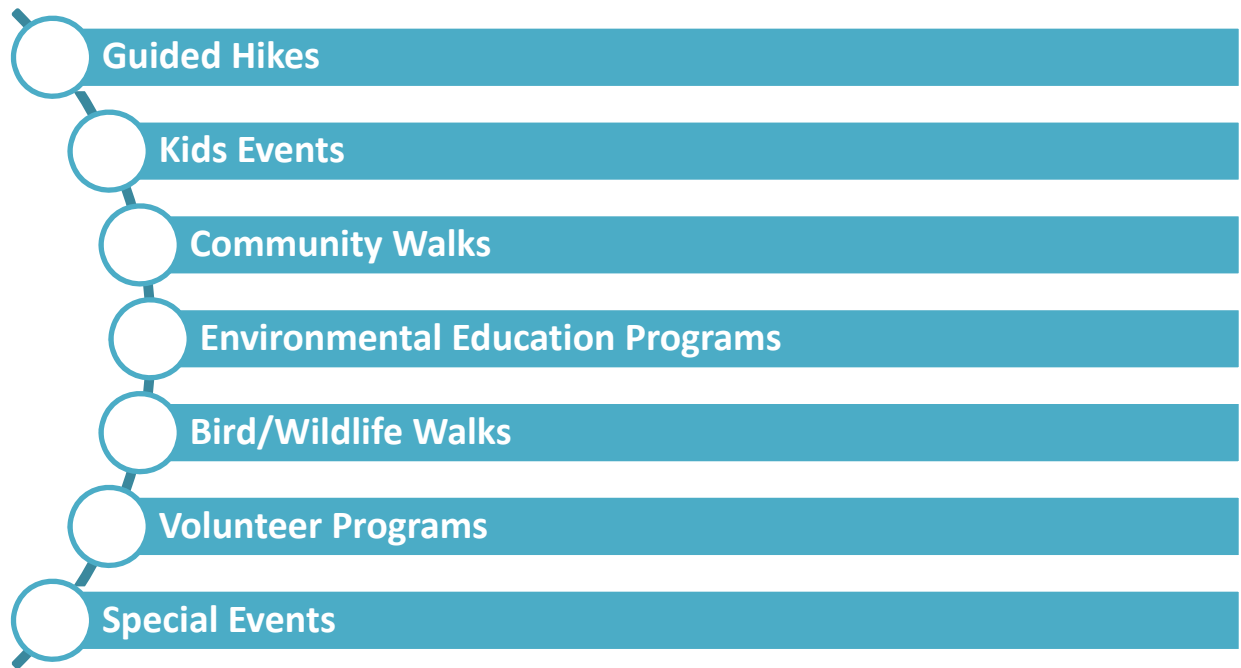 Guided Hikes
Kids Events
Community Walks
Environmental Education Programs
Bird/Wildlife Walks
Volunteer Programs
Special Events